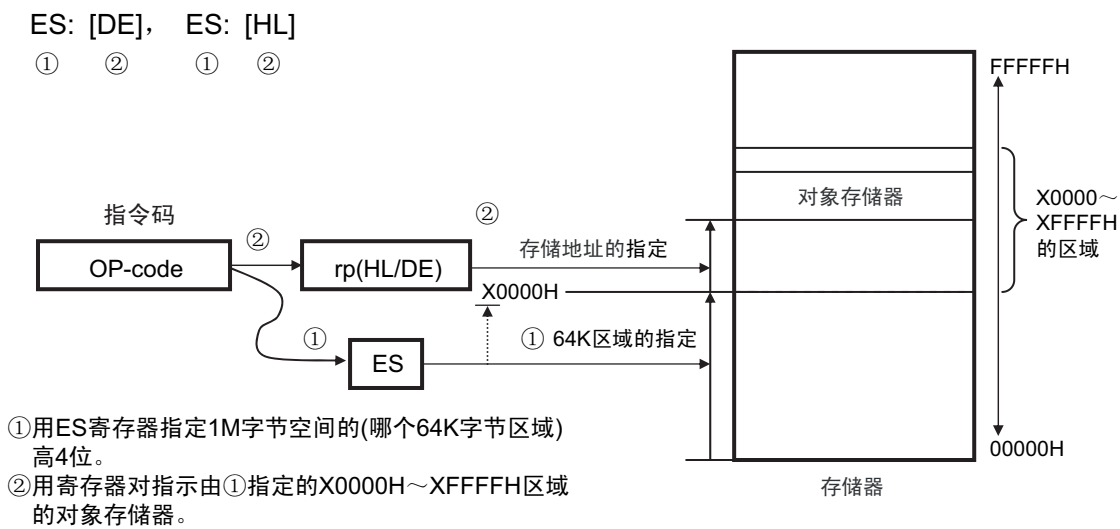 ES: [DE],   ES: [HL]
①   ②   ①   ②
FFFFFH
对象存储器
X0000～
XFFFFH
的区域
指令码
②
②
OP-code
rp(HL/DE)
存储地址的指定
X0000H
①
① 64K区域的指定
ES
00000H
存储器
①用ES寄存器指定1M字节空间的(哪个64K字节区域)
高4位。
②用寄存器对指示由①指定的X0000H～XFFFFH区域
的对象存储器。